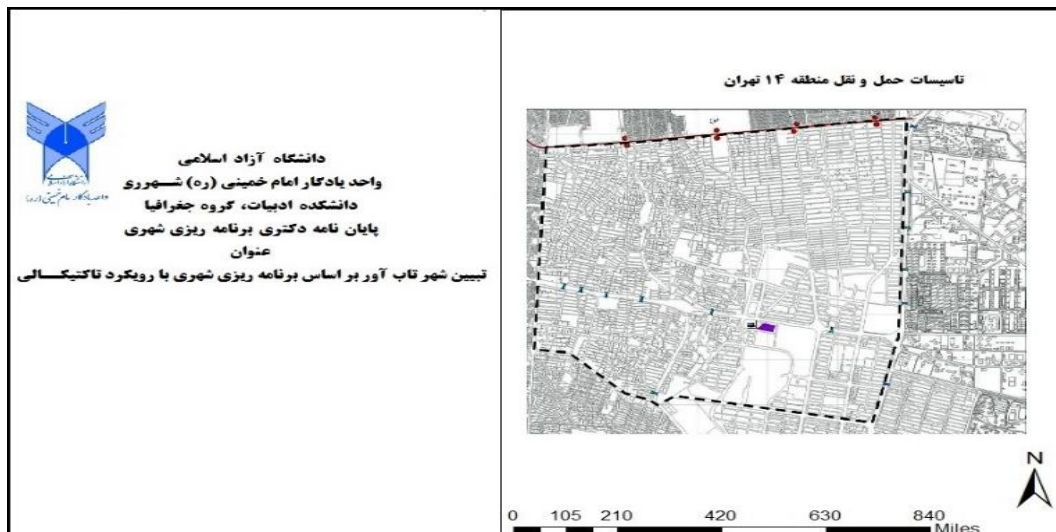 دانشگاه آزاد اسلامی
واحد یادگار امام خمینی (ره) شهرری
دانشکده ادبیات، گروه جغرافیا
پایان نامه دکتری برنامه ریزی شهری
عنوان
تبیین شهر تاب آور بر اساس برنامه ریزی شهری با رویکرد تاکتیکالی
تاسیسات حمل و نقل منطقه ۱۴ تهران
N
0 105 210 420 630 840
Miles